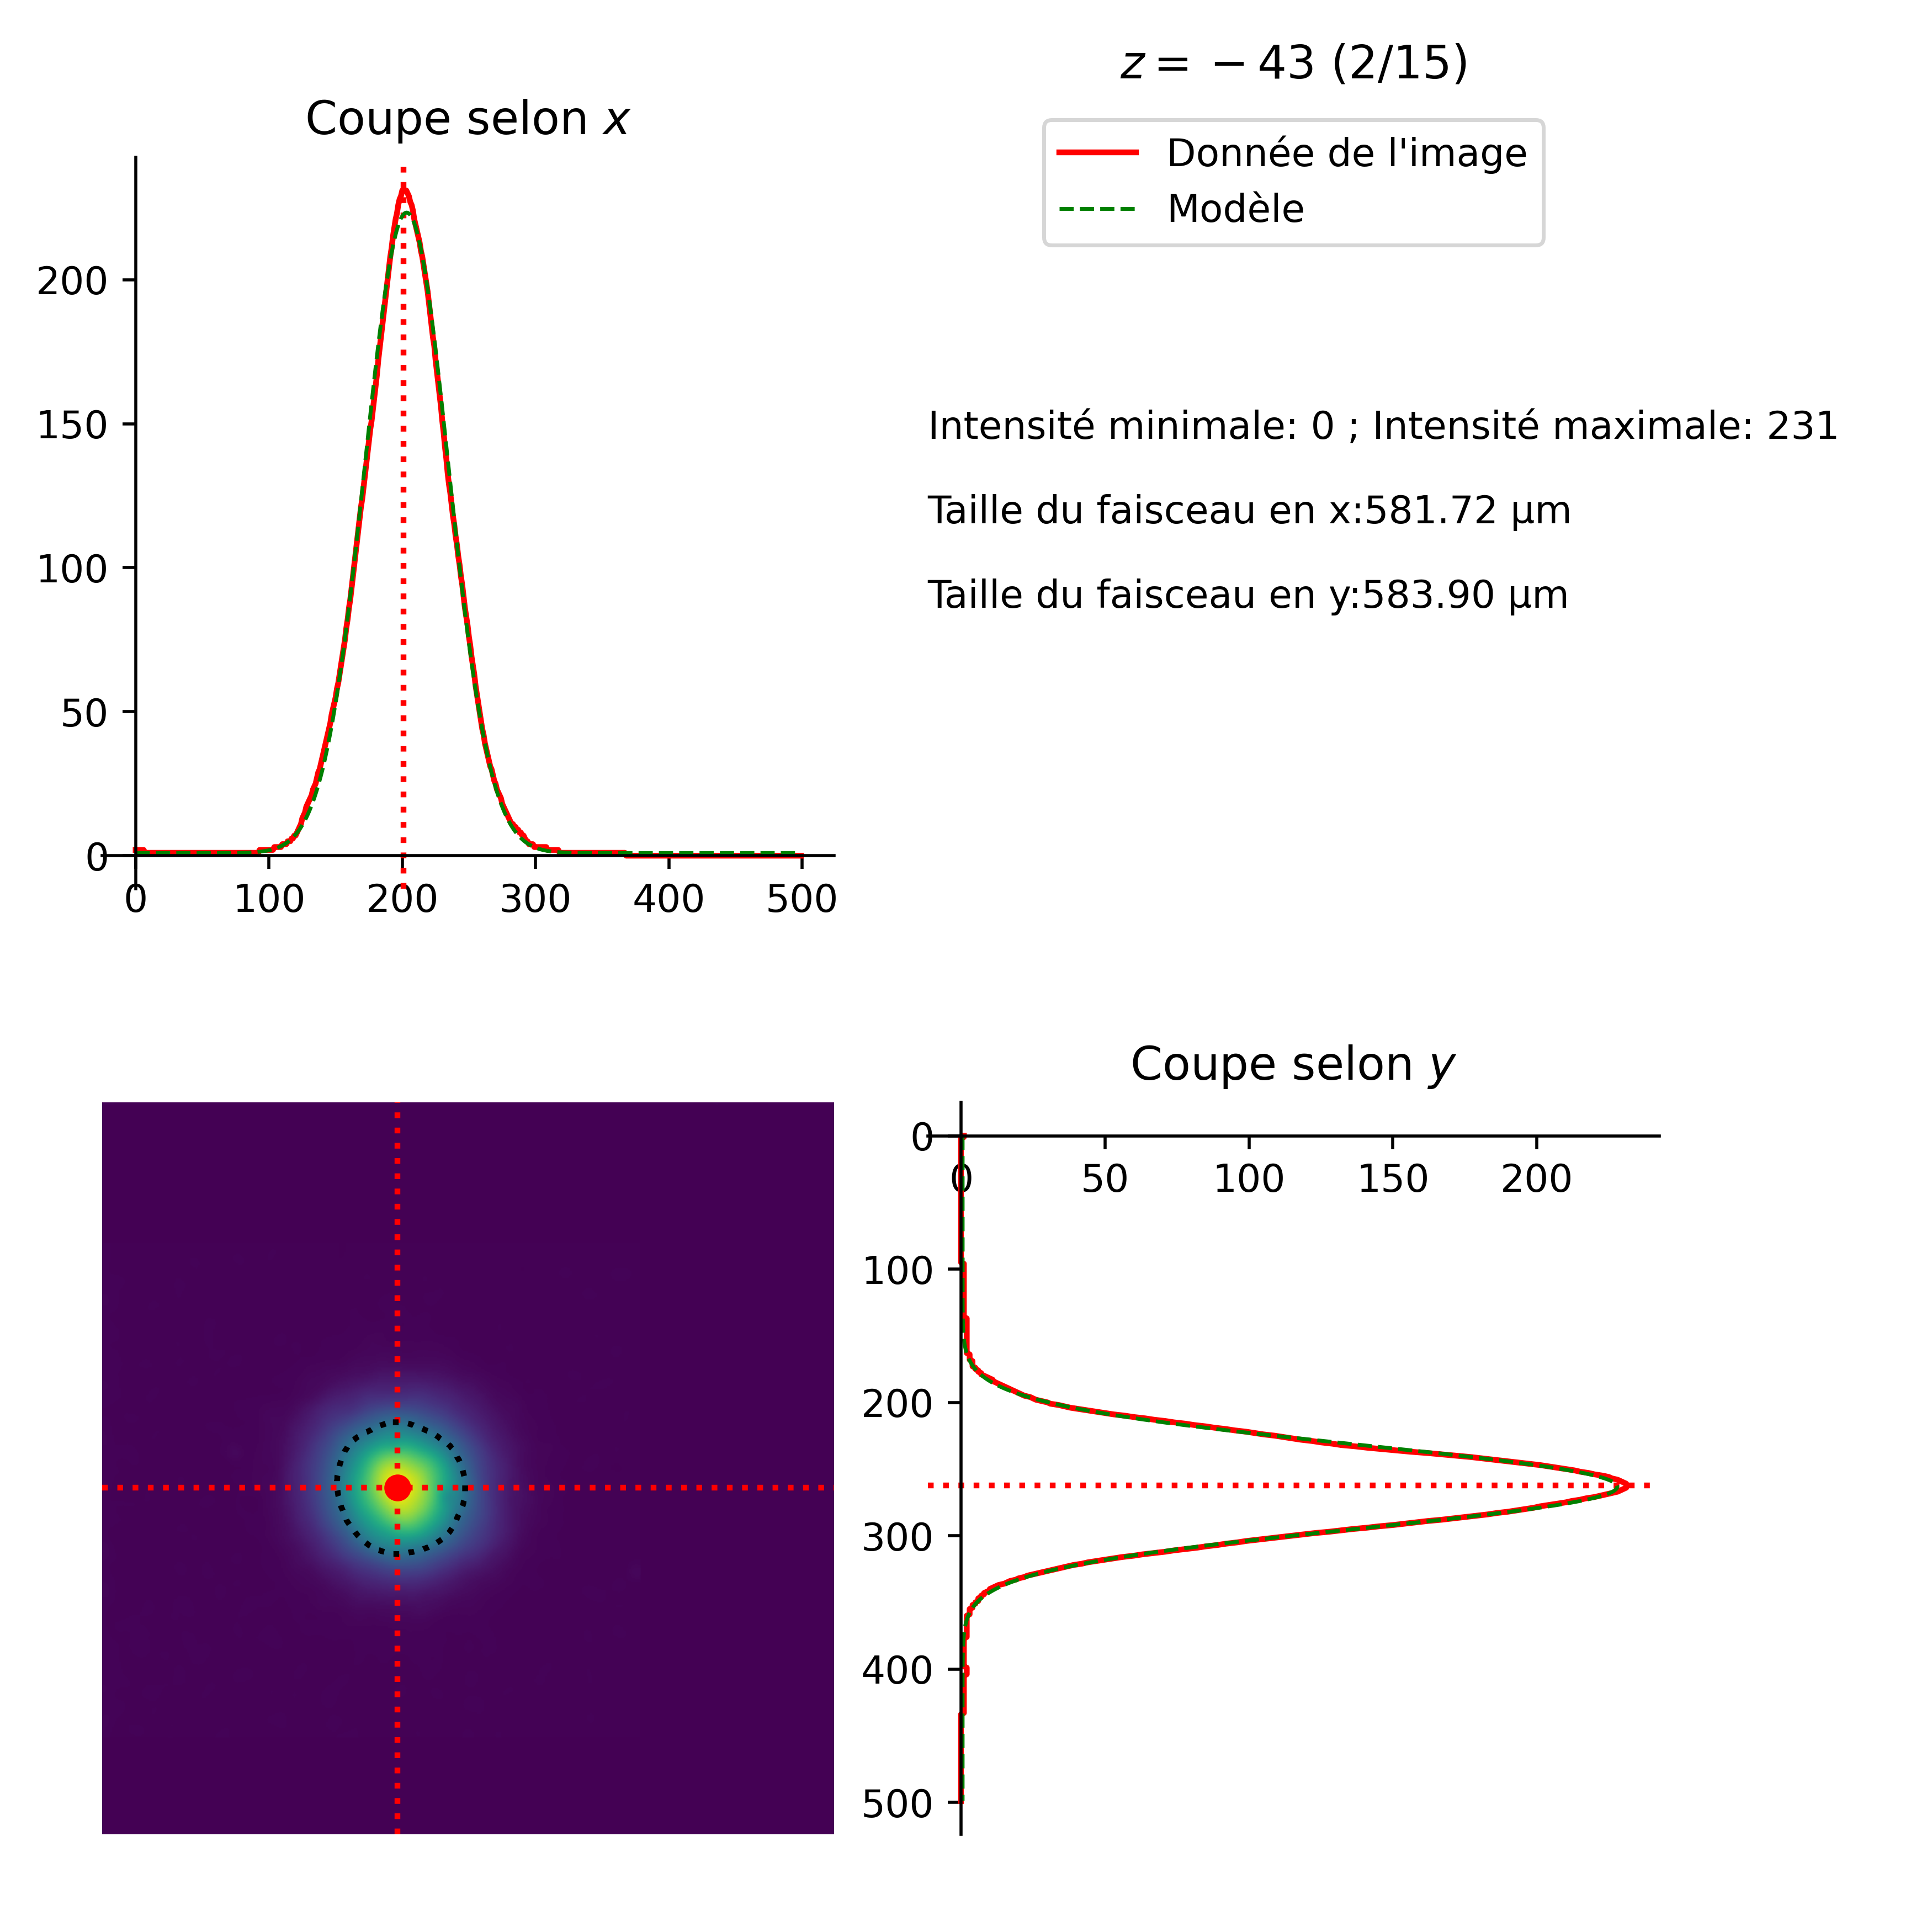 z = − 43 (2/15)
Coupe selon x
Donnée de l'image
Modèle
200
150
100
50
0
0 100 200 300 400 500
Intensité minimale: 0 ; Intensité maximale: 231
Taille du faisceau en x:581.72 µm
Taille du faisceau en y:583.90 µm
Coupe selon y
0
0 50 100 150 200
100
200
300
400
500